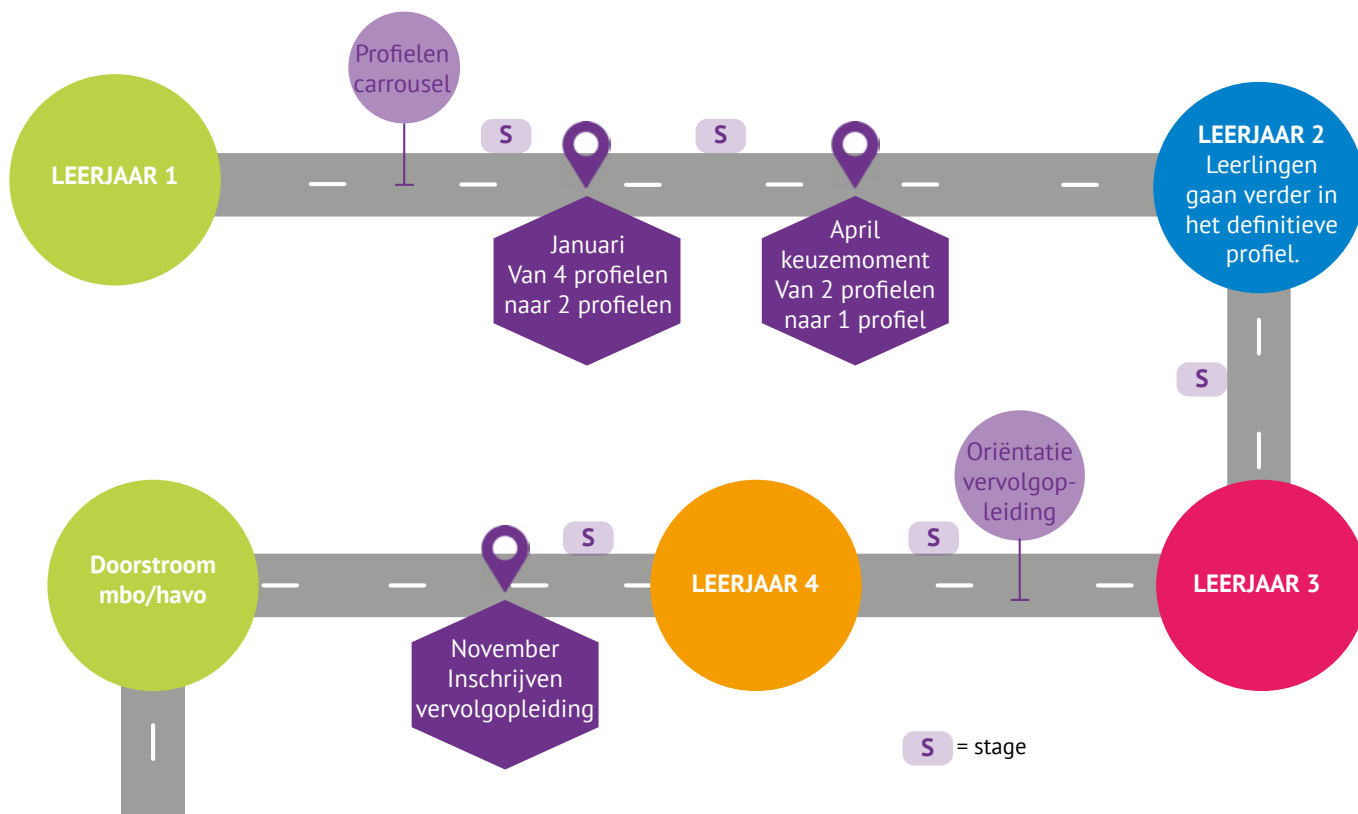 Profielen
carrousel
LEERJAAR 1
S
S
Januari
Van 4 profielen
naar 2 profielen
April
keuzemoment
Van 2 profielen
naar 1 profiel
LEERJAAR 2
Leerlingen
gaan verder in
het definitieve
profiel.
S
LEERJAAR 3
Oriëntatie
vervolgop-
leiding
S
LEERJAAR 4
S
November
Inschrijven
vervolgopleiding
Doorstroom
mbo/havo
S = stage